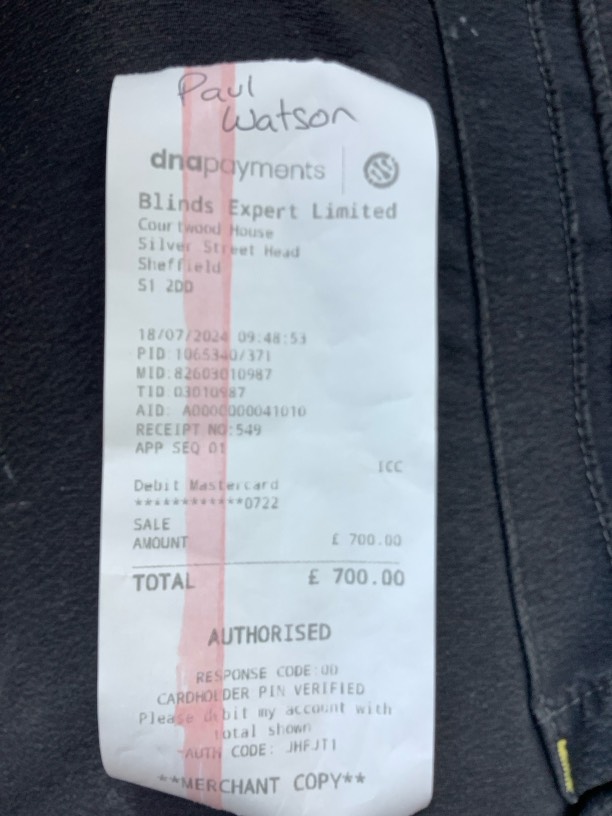 Paul
Watson
dnapayments
Blinds Expert Limited
Courtwood House
Silver Street Head
Sheffield
S1 2DD
18/07/2024 09:48:53
PID:1065340/371
MID:82603010987
TID:03010987
AID: A0000000041010
RECEIPT NO:549
APP SEQ 01
ICC
Debit Mastercard
************0722
SALE
AMOUNT £ 700.00
TOTAL £ 700.00
AUTHORISED
RESPONSE CODE:00
CARDHOLDER PIN VERIFIED
Please debit my account with
total shown
AUTH CODE: JHFJT1
**MERCHANT COPY**